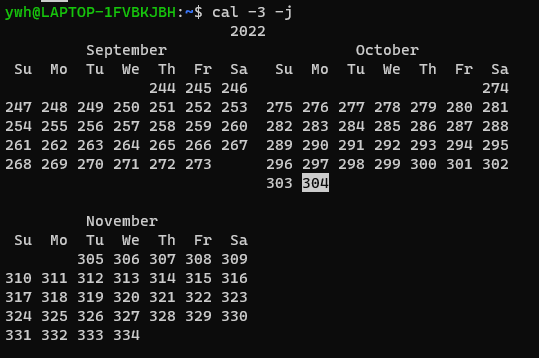 ywh@LAPTOP-1FVBKJBH:~$ cal -3 -j
                         2022
         September                     October
 Su  Mo  Tu  We  Th  Fr  Sa   Su  Mo  Tu  We  Th  Fr  Sa
                244 245 246                          274
247 248 249 250 251 252 253  275 276 277 278 279 280 281
254 255 256 257 258 259 260  282 283 284 285 286 287 288
261 262 263 264 265 266 267  289 290 291 292 293 294 295
268 269 270 271 272 273      296 297 298 299 300 301 302
                             303 304
         November
 Su  Mo  Tu  We  Th  Fr  Sa
        305 306 307 308 309
310 311 312 313 314 315 316
317 318 319 320 321 322 323
324 325 326 327 328 329 330
331 332 333 334